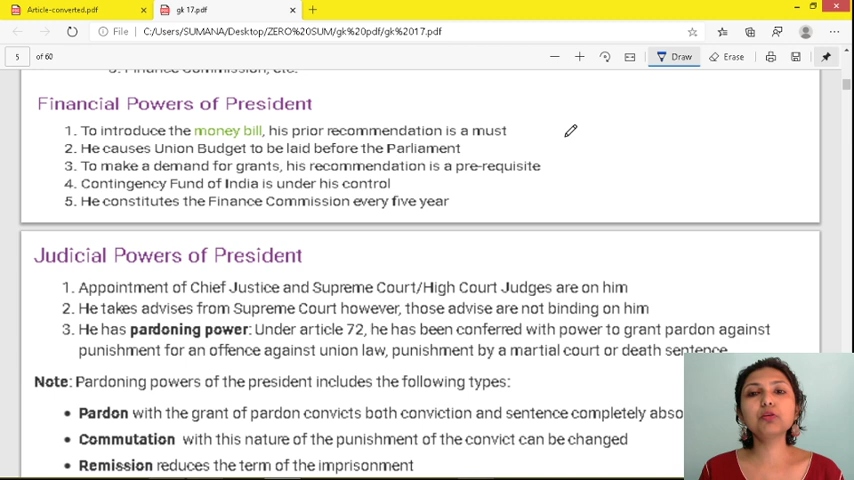 Article-converted.pdf
gk 17.pdf
File
C:/Users/SUMANA/Desktop/ZERO%20SUM/gk%20pdf/gk%2017.pdf
5 of 60
Draw
Erase
3. Finance Commission, etc.
Financial Powers of President
1. To introduce the money bill, his prior recommendation is a must
2. He causes Union Budget to be laid before the Parliament
3. To make a demand for grants, his recommendation is a pre-requisite
4. Contingency Fund of India is under his control
5. He constitutes the Finance Commission every five year
Judicial Powers of President
1. Appointment of Chief Justice and Supreme Court/High Court Judges are on him
2. He takes advises from Supreme Court however, those advise are not binding on him
3. He has pardoning power: Under article 72, he has been conferred with power to grant pardon against
punishment for an offence against union law, punishment by a martial court or death sentence
Note: Pardoning powers of the president includes the following types:
• Pardon with the grant of pardon convicts both conviction and sentence completely abso
• Commutation with this nature of the punishment of the convict can be changed
• Remission reduces the term of the imprisonment